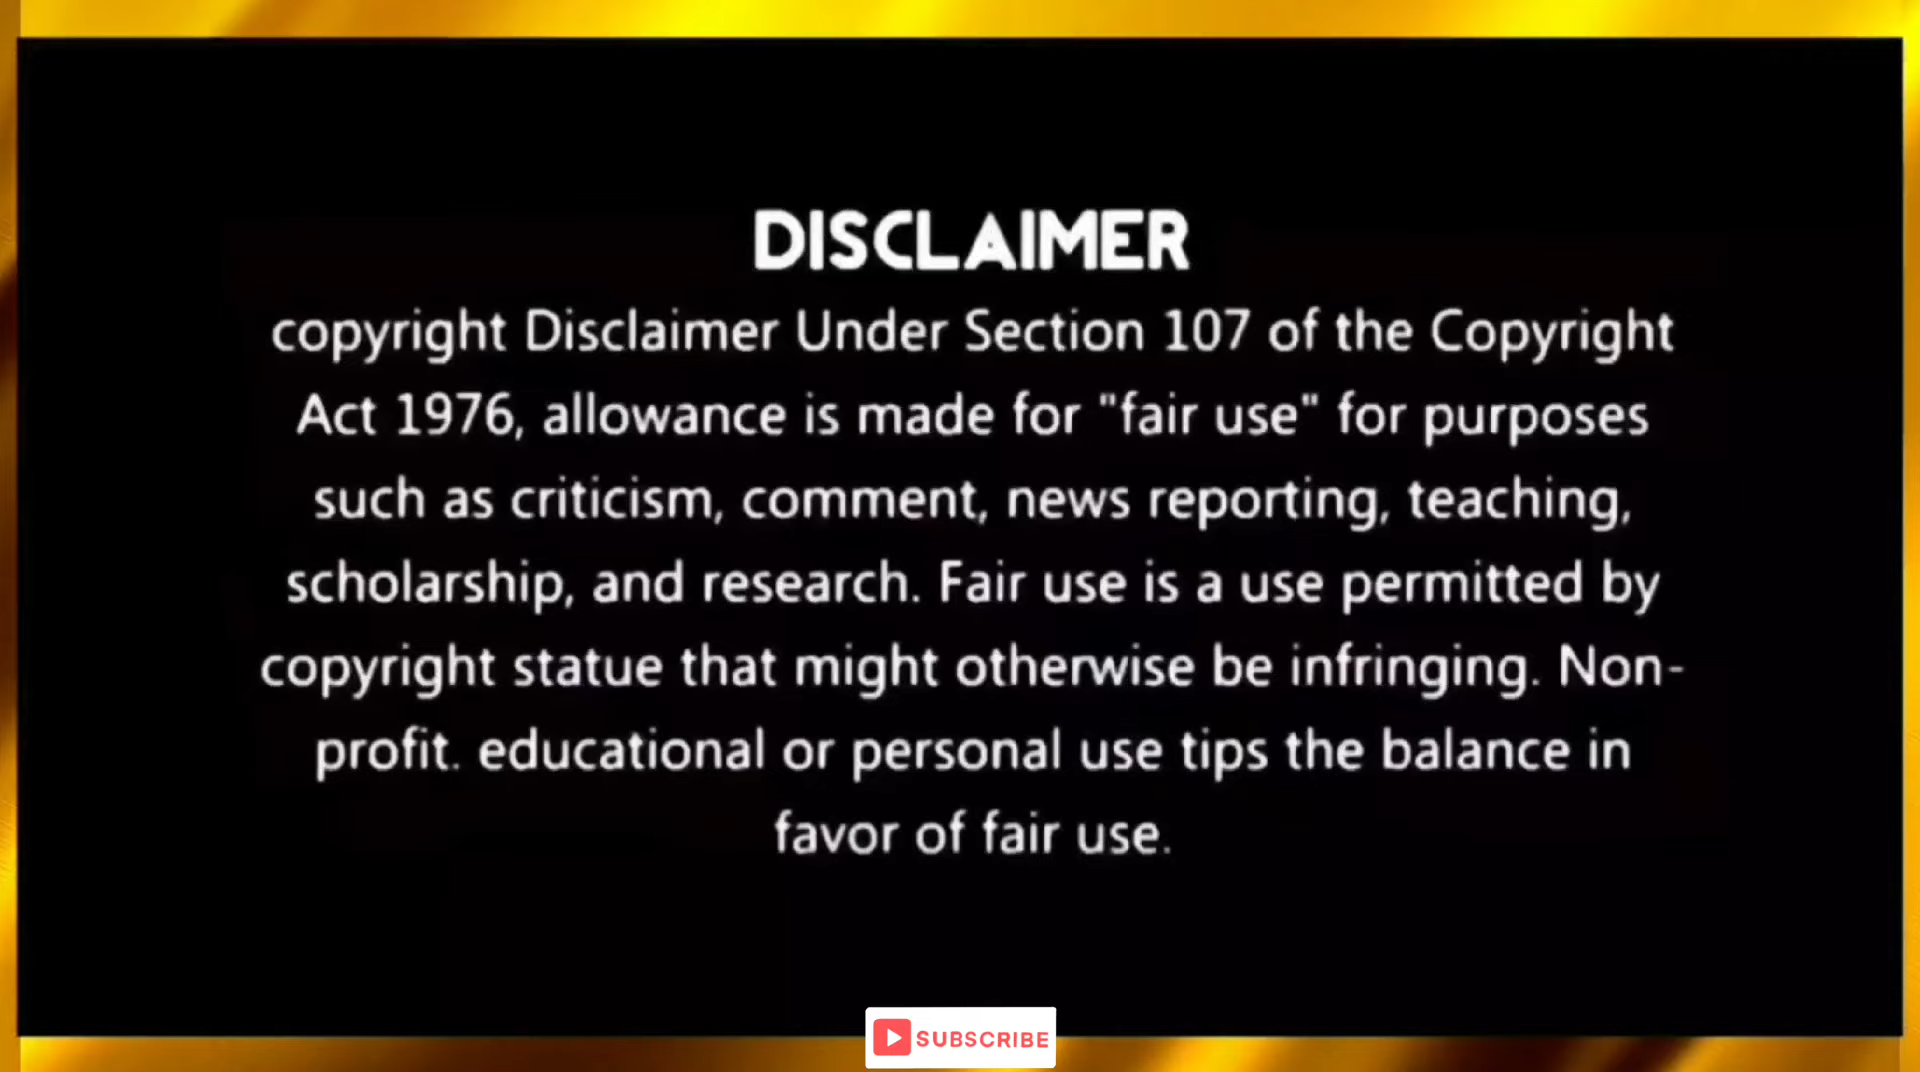 DISCLAIMER
copyright Disclaimer Under Section 107 of the Copyright
Act 1976, allowance is made for "fair use" for purposes
such as criticism, comment, news reporting, teaching,
scholarship, and research. Fair use is a use permitted by
copyright statue that might otherwise be infringing. Non-
profit. educational or personal use tips the balance in
favor of fair use.
SUBSCRIBE